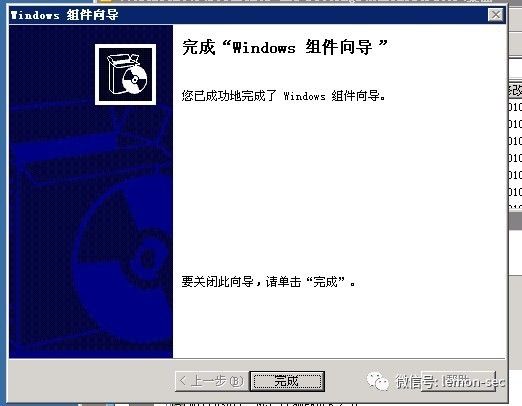 Windows 组件向导
完成“Windows 组件向导 ”
您已成功地完成了 Windows 组件向导。
要关闭此向导，请单击“完成”。
< 上一步(B)
完成
微信号: lemon-sec